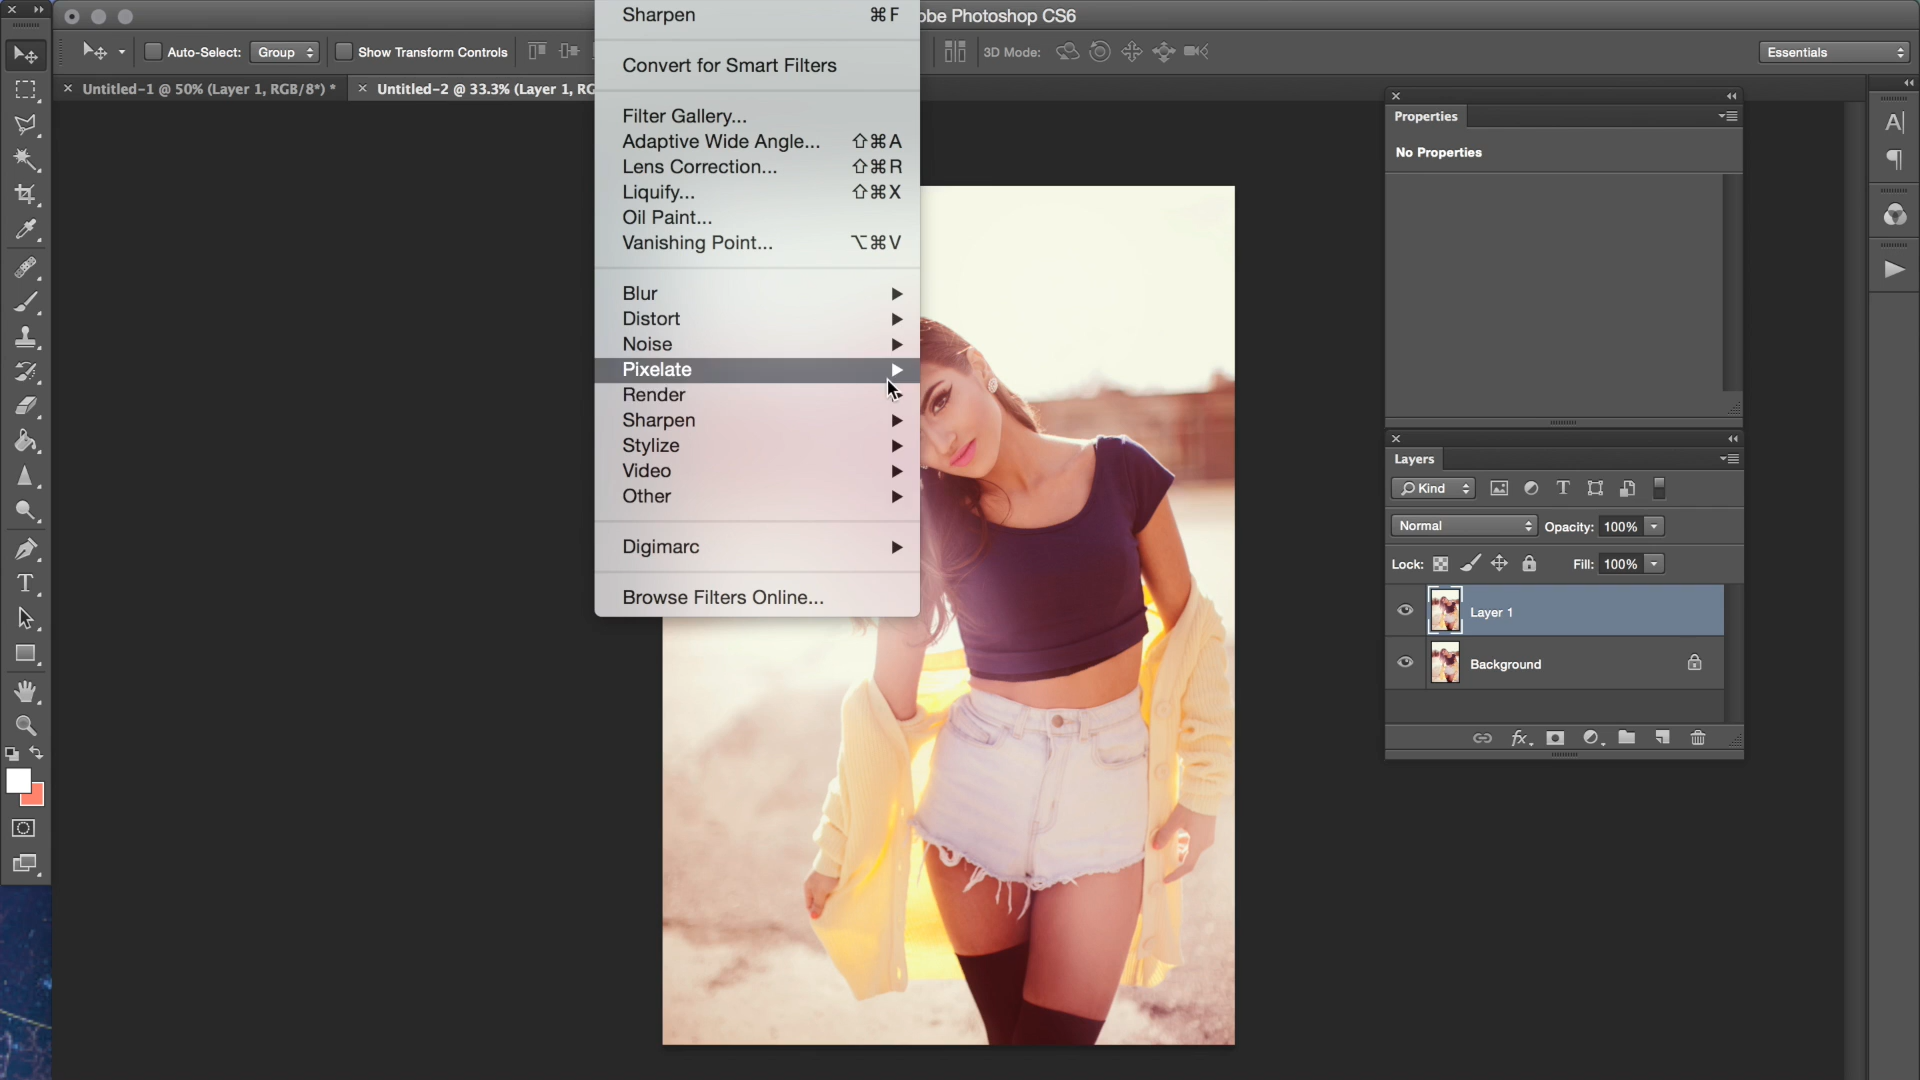 Adobe Photoshop CS6
Auto-Select: Group Show Transform Controls 3D Mode: Essentials
Untitled-1 @ 50% (Layer 1, RGB/8*) *
Untitled-2 @ 33.3% (Layer 1, RG
Sharpen ⌘F
Convert for Smart Filters
Filter Gallery...
Adaptive Wide Angle... ⇧⌘A
Lens Correction... ⇧⌘R
Liquify... ⇧⌘X
Oil Paint...
Vanishing Point... ⌥⌘V
Blur
Distort
Noise
Pixelate
Render
Sharpen
Stylize
Video
Other
Digimarc
Browse Filters Online...
Properties
No Properties
Layers
Kind
Normal Opacity: 100%
Lock: Fill: 100%
Layer 1
Background